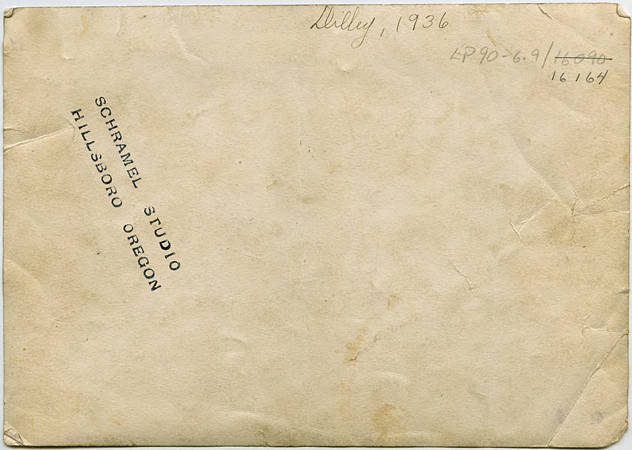 Dilley, 1936
LP90-6.9/16090
16164
SCHRAMEL STUDIO
HILLSBORO OREGON